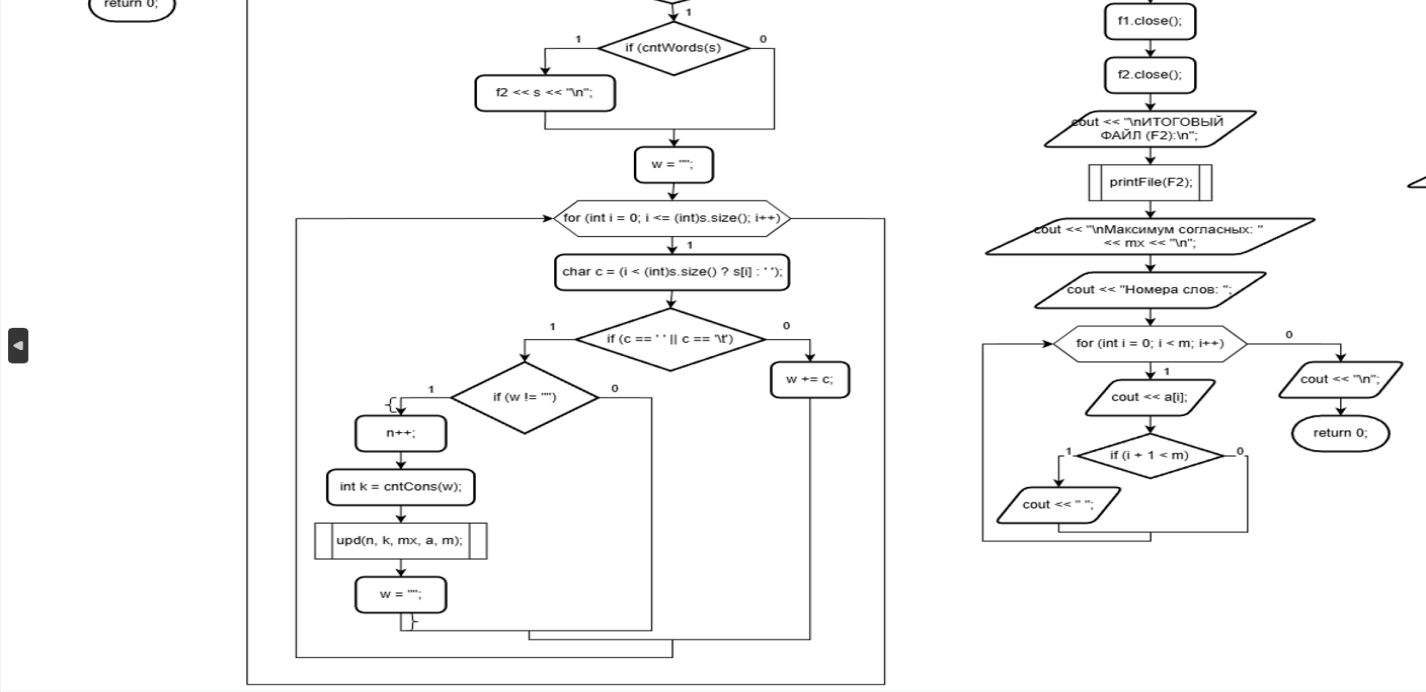 return 0;
1
if (cntWords(s)
1
0
f2 << s << "\n";
w = "";
for (int i = 0; i <= (int)s.size(); i++)
1
char c = (i < (int)s.size() ? s[i] : ' ');
if (c == ' ' || c == '\t')
1
0
w += c;
if (w != "")
1
0
{
n++;
int k = cntCons(w);
upd(n, k, mx, a, m);
w = "";
}
f1.close();
f2.close();
cout << "\nИТОГОВЫЙ
ФАЙЛ (F2):\n";
printFile(F2);
cout << "\nМаксимум согласных: "
<< mx << "\n";
cout << "Номера слов: ";
for (int i = 0; i < m; i++)
0
1
cout << "\n";
return 0;
cout << a[i];
if (i + 1 < m)
1
0
cout << " ";